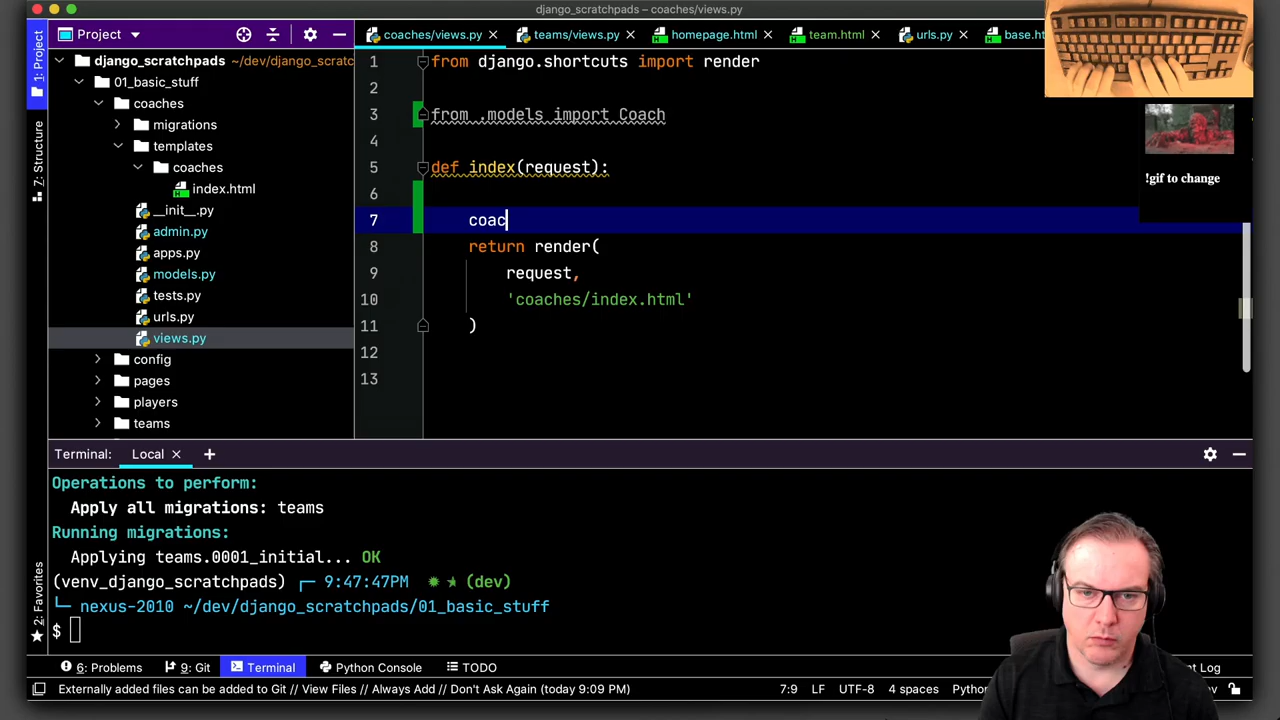 django_scratchpads – coaches/views.py
Project
coaches/views.py
teams/views.py
homepage.html
team.html
urls.py
base.ht
1: Project
7: Structure
2: Favorites
django_scratchpads ~/dev/django_scratc
01_basic_stuff
coaches
migrations
templates
coaches
index.html
__init__.py
admin.py
apps.py
models.py
tests.py
urls.py
views.py
config
pages
players
teams
1 from django.shortcuts import render
2
3 from .models import Coach
4
5 def index(request):
6
7 coac
8 return render(
9 request,
10 'coaches/index.html'
11 )
12
13
!gif to change
Terminal: Local +
Operations to perform:
Apply all migrations: teams
Running migrations:
Applying teams.0001_initial... OK
(venv_django_scratchpads) 9:47:47PM (dev)
nexus-2010 ~/dev/django_scratchpads/01_basic_stuff
$
6: Problems
9: Git
Terminal
Python Console
TODO
nt Log
Externally added files can be added to Git // View Files // Always Add // Don't Ask Again (today 9:09 PM)
7:9 LF UTF-8 4 spaces Python